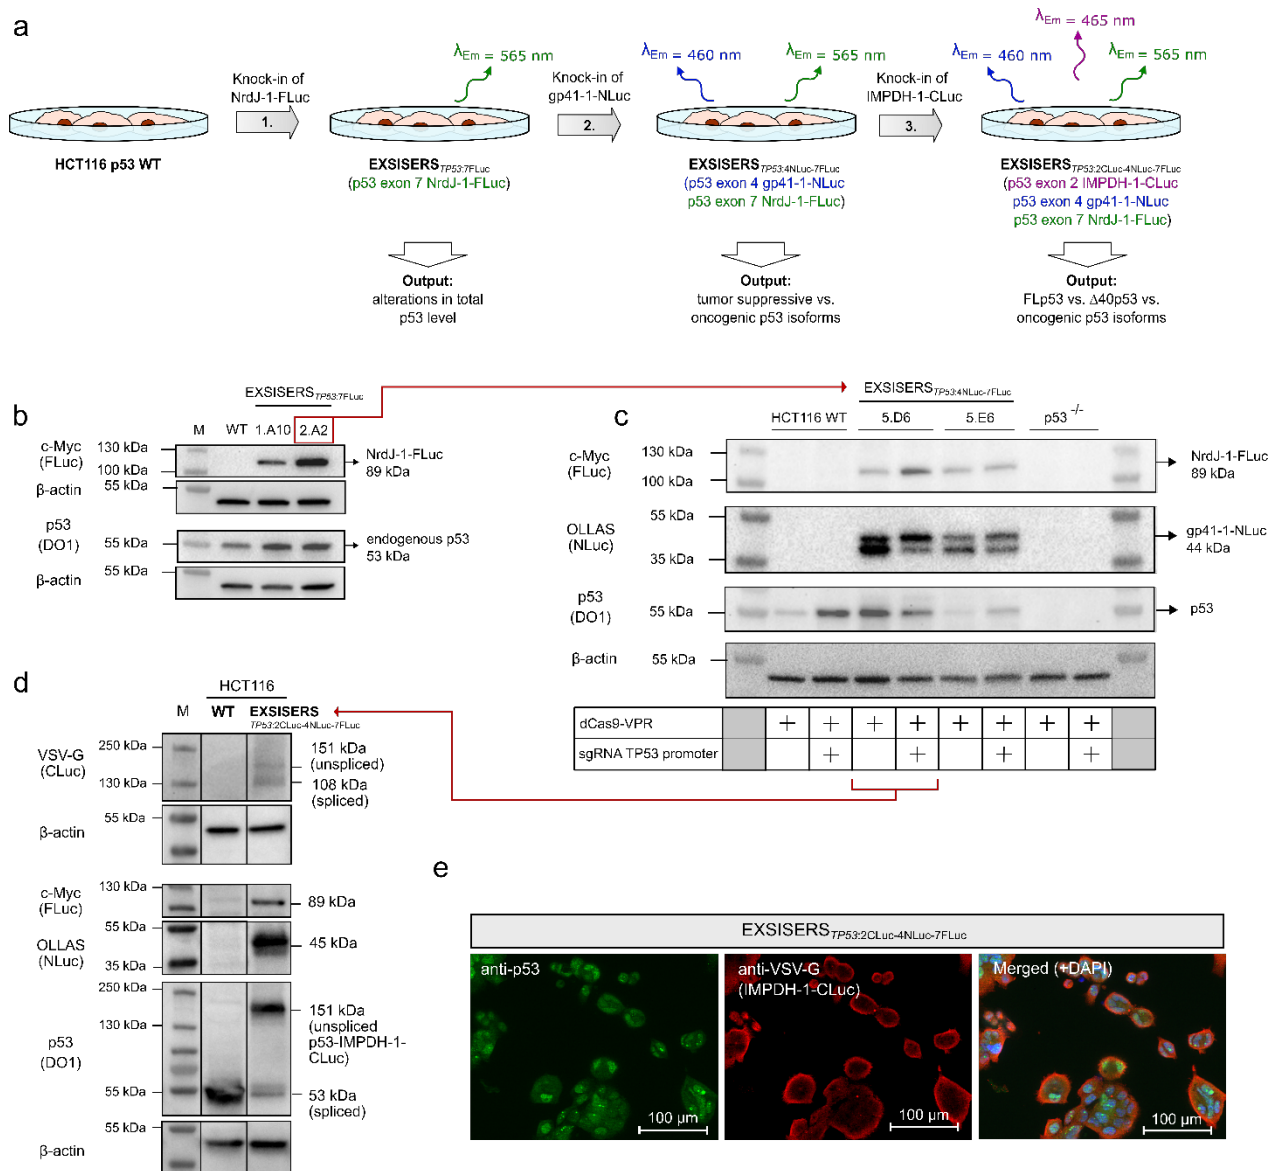 a
λEm = 565 nm
λEm = 460 nm
λEm = 565 nm
λEm = 465 nm
λEm = 460 nm
λEm = 565 nm
Knock-in of
NrdJ-1-FLuc
1.
Knock-in of
gp41-1-NLuc
2.
Knock-in of
IMPDH-1-CLuc
3.
HCT116 p53 WT
EXSISERSTP53:7FLuc
(p53 exon 7 NrdJ-1-FLuc)
EXSISERSTP53:4NLuc-7FLuc
(p53 exon 4 gp41-1-NLuc
p53 exon 7 NrdJ-1-FLuc)
EXSISERSTP53:2CLuc-4NLuc-7FLuc
(p53 exon 2 IMPDH-1-CLuc
p53 exon 4 gp41-1-NLuc
p53 exon 7 NrdJ-1-FLuc)
Output:
alterations in total
p53 level
Output:
tumor suppressive vs.
oncogenic p53 isoforms
Output:
FLp53 vs. Δ40p53 vs.
oncogenic p53 isoforms
b
EXSISERSTP53:7FLuc
M WT 1.A10 2.A2
c-Myc
(FLuc)
130 kDa
100 kDa
NrdJ-1-FLuc
89 kDa
β-actin
55 kDa
p53
(DO1)
55 kDa
endogenous p53
53 kDa
β-actin
55 kDa
c
EXSISERSTP53:4NLuc-7FLuc
HCT116 WT 5.D6 5.E6 p53 -/-
c-Myc
(FLuc)
130 kDa
100 kDa
NrdJ-1-FLuc
89 kDa
OLLAS
(NLuc)
55 kDa
35 kDa
gp41-1-NLuc
44 kDa
p53
(DO1)
55 kDa
p53
β-actin
55 kDa
dCas9-VPR + + + + + + + +
sgRNA TP53 promoter + + + +
d
HCT116
M WT EXSISERS
TP53:2CLuc-4NLuc-7FLuc
VSV-G
(CLuc)
250 kDa
130 kDa
151 kDa
(unspliced)
108 kDa
(spliced)
β-actin
55 kDa
c-Myc
(FLuc)
130 kDa
89 kDa
OLLAS
(NLuc)
55 kDa
35 kDa
45 kDa
p53
(DO1)
250 kDa
130 kDa
55 kDa
151 kDa
(unspliced
p53-IMPDH-1-
CLuc)
53 kDa
(spliced)
β-actin
55 kDa
e
EXSISERSTP53:2CLuc-4NLuc-7FLuc
anti-p53
100 µm
anti-VSV-G
(IMPDH-1-CLuc)
100 µm
Merged (+DAPI)
100 µm